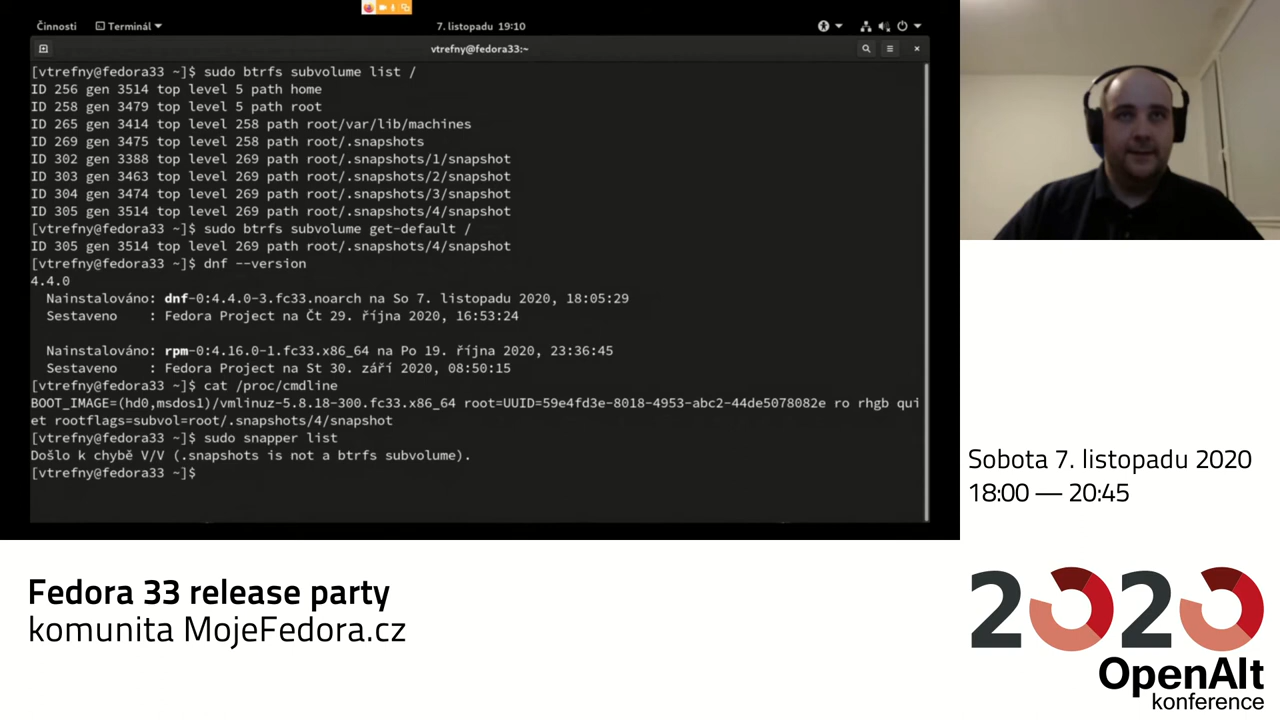 Činnosti
Terminál
7. listopadu 19:10
vtrefny@fedora33:~
[vtrefny@fedora33 ~]$ sudo btrfs subvolume list /
ID 256 gen 3514 top level 5 path home
ID 258 gen 3479 top level 5 path root
ID 265 gen 3414 top level 258 path root/var/lib/machines
ID 269 gen 3475 top level 258 path root/.snapshots
ID 302 gen 3388 top level 269 path root/.snapshots/1/snapshot
ID 303 gen 3463 top level 269 path root/.snapshots/2/snapshot
ID 304 gen 3474 top level 269 path root/.snapshots/3/snapshot
ID 305 gen 3514 top level 269 path root/.snapshots/4/snapshot
[vtrefny@fedora33 ~]$ sudo btrfs subvolume get-default /
ID 305 gen 3514 top level 269 path root/.snapshots/4/snapshot
[vtrefny@fedora33 ~]$ dnf --version
4.4.0
Nainstalováno: dnf-0:4.4.0-3.fc33.noarch na So 7. listopadu 2020, 18:05:29
Sestaveno : Fedora Project na Čt 29. října 2020, 16:53:24
Nainstalováno: rpm-0:4.16.0-1.fc33.x86_64 na Po 19. října 2020, 23:36:45
Sestaveno : Fedora Project na St 30. září 2020, 08:50:15
[vtrefny@fedora33 ~]$ cat /proc/cmdline
BOOT_IMAGE=(hd0,msdos1)/vmlinuz-5.8.18-300.fc33.x86_64 root=UUID=59e4fd3e-8018-4953-abc2-44de5078082e ro rhgb qui
et rootflags=subvol=root/.snapshots/4/snapshot
[vtrefny@fedora33 ~]$ sudo snapper list
Došlo k chybě V/V (.snapshots is not a btrfs subvolume).
[vtrefny@fedora33 ~]$
Sobota 7. listopadu 2020
18:00 — 20:45
Fedora 33 release party
komunita MojeFedora.cz
2020
OpenAlt
konference